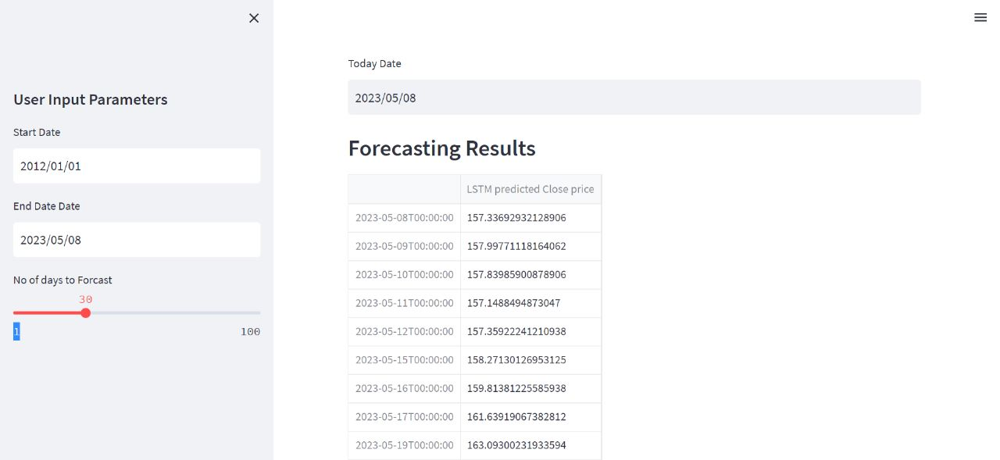 User Input Parameters
Start Date
2012/01/01
End Date Date
2023/05/08
No of days to Forcast
30
1 100
Today Date
2023/05/08
Forecasting Results
LSTM predicted Close price
2023-05-08T00:00:00 157.33692932128906
2023-05-09T00:00:00 157.99771118164062
2023-05-10T00:00:00 157.83985900878906
2023-05-11T00:00:00 157.1488494873047
2023-05-12T00:00:00 157.35922241210938
2023-05-15T00:00:00 158.27130126953125
2023-05-16T00:00:00 159.81381225585938
2023-05-17T00:00:00 161.63919067382812
2023-05-19T00:00:00 163.09300231933594